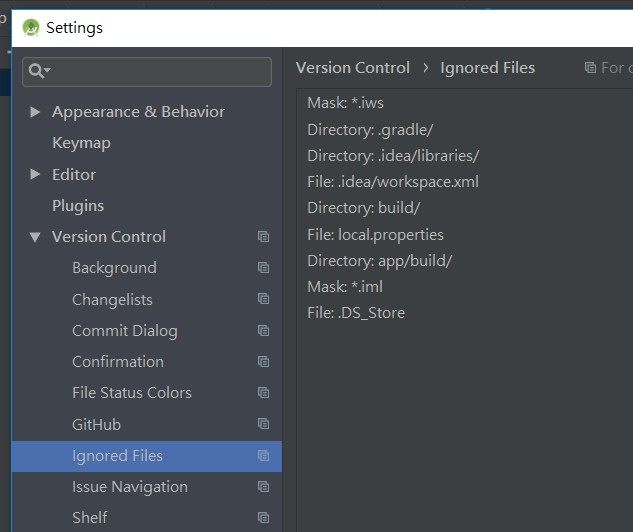 Settings
Version Control › Ignored Files For
Appearance & Behavior
Keymap
Editor
Plugins
Version Control
Background
Changelists
Commit Dialog
Confirmation
File Status Colors
GitHub
Ignored Files
Issue Navigation
Shelf
Mask: *.iws
Directory: .gradle/
Directory: .idea/libraries/
File: .idea/workspace.xml
Directory: build/
File: local.properties
Directory: app/build/
Mask: *.iml
File: .DS_Store